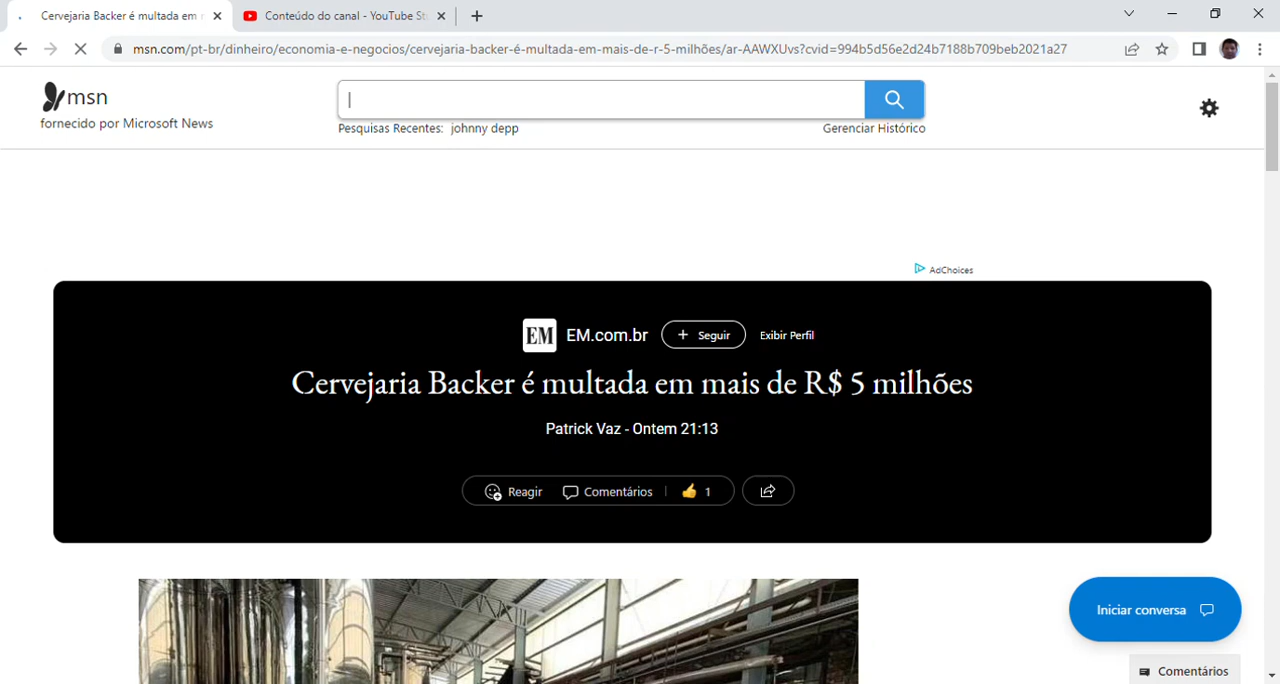 Cervejaria Backer é multada em
Conteúdo do canal - YouTube St
msn.com/pt-br/dinheiro/economia-e-negocios/cervejaria-backer-é-multada-em-mais-de-r-5-milhões/ar-AAWXUvs?cvid=994b5d56e2d24b7188b709beb2021a27
msn
fornecido por Microsoft News
Pesquisas Recentes: johnny depp
Gerenciar Histórico
AdChoices
EM EM.com.br + Seguir Exibir Perfil
Cervejaria Backer é multada em mais de R$ 5 milhões
Patrick Vaz - Ontem 21:13
Reagir Comentários 1
Iniciar conversa
Comentários